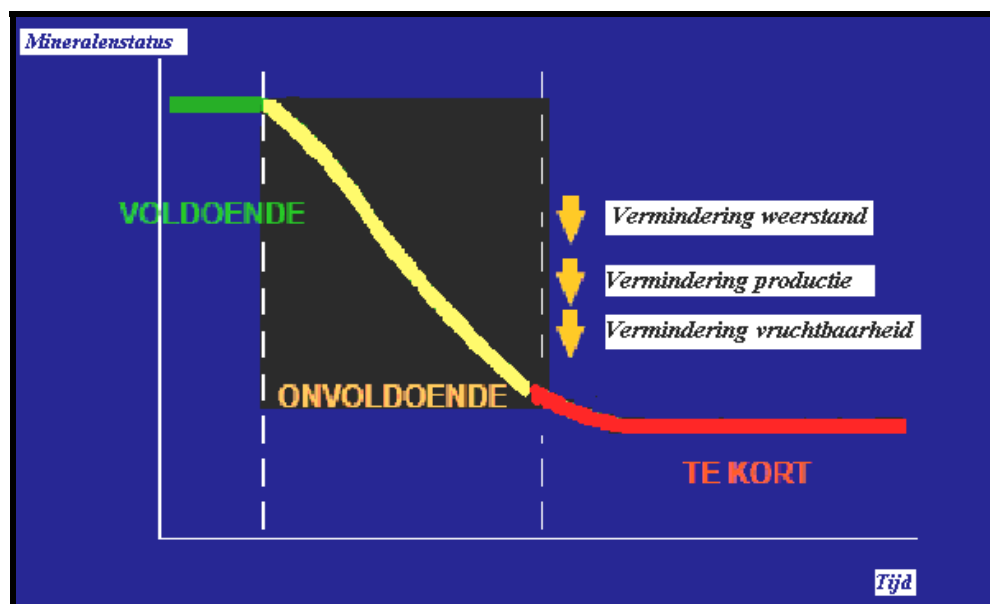 Mineralenstatus
VOLDOENDE
Vermindering weerstand
Vermindering productie
Vermindering vruchtbaarheid
ONVOLDOENDE
TE KORT
Tijd